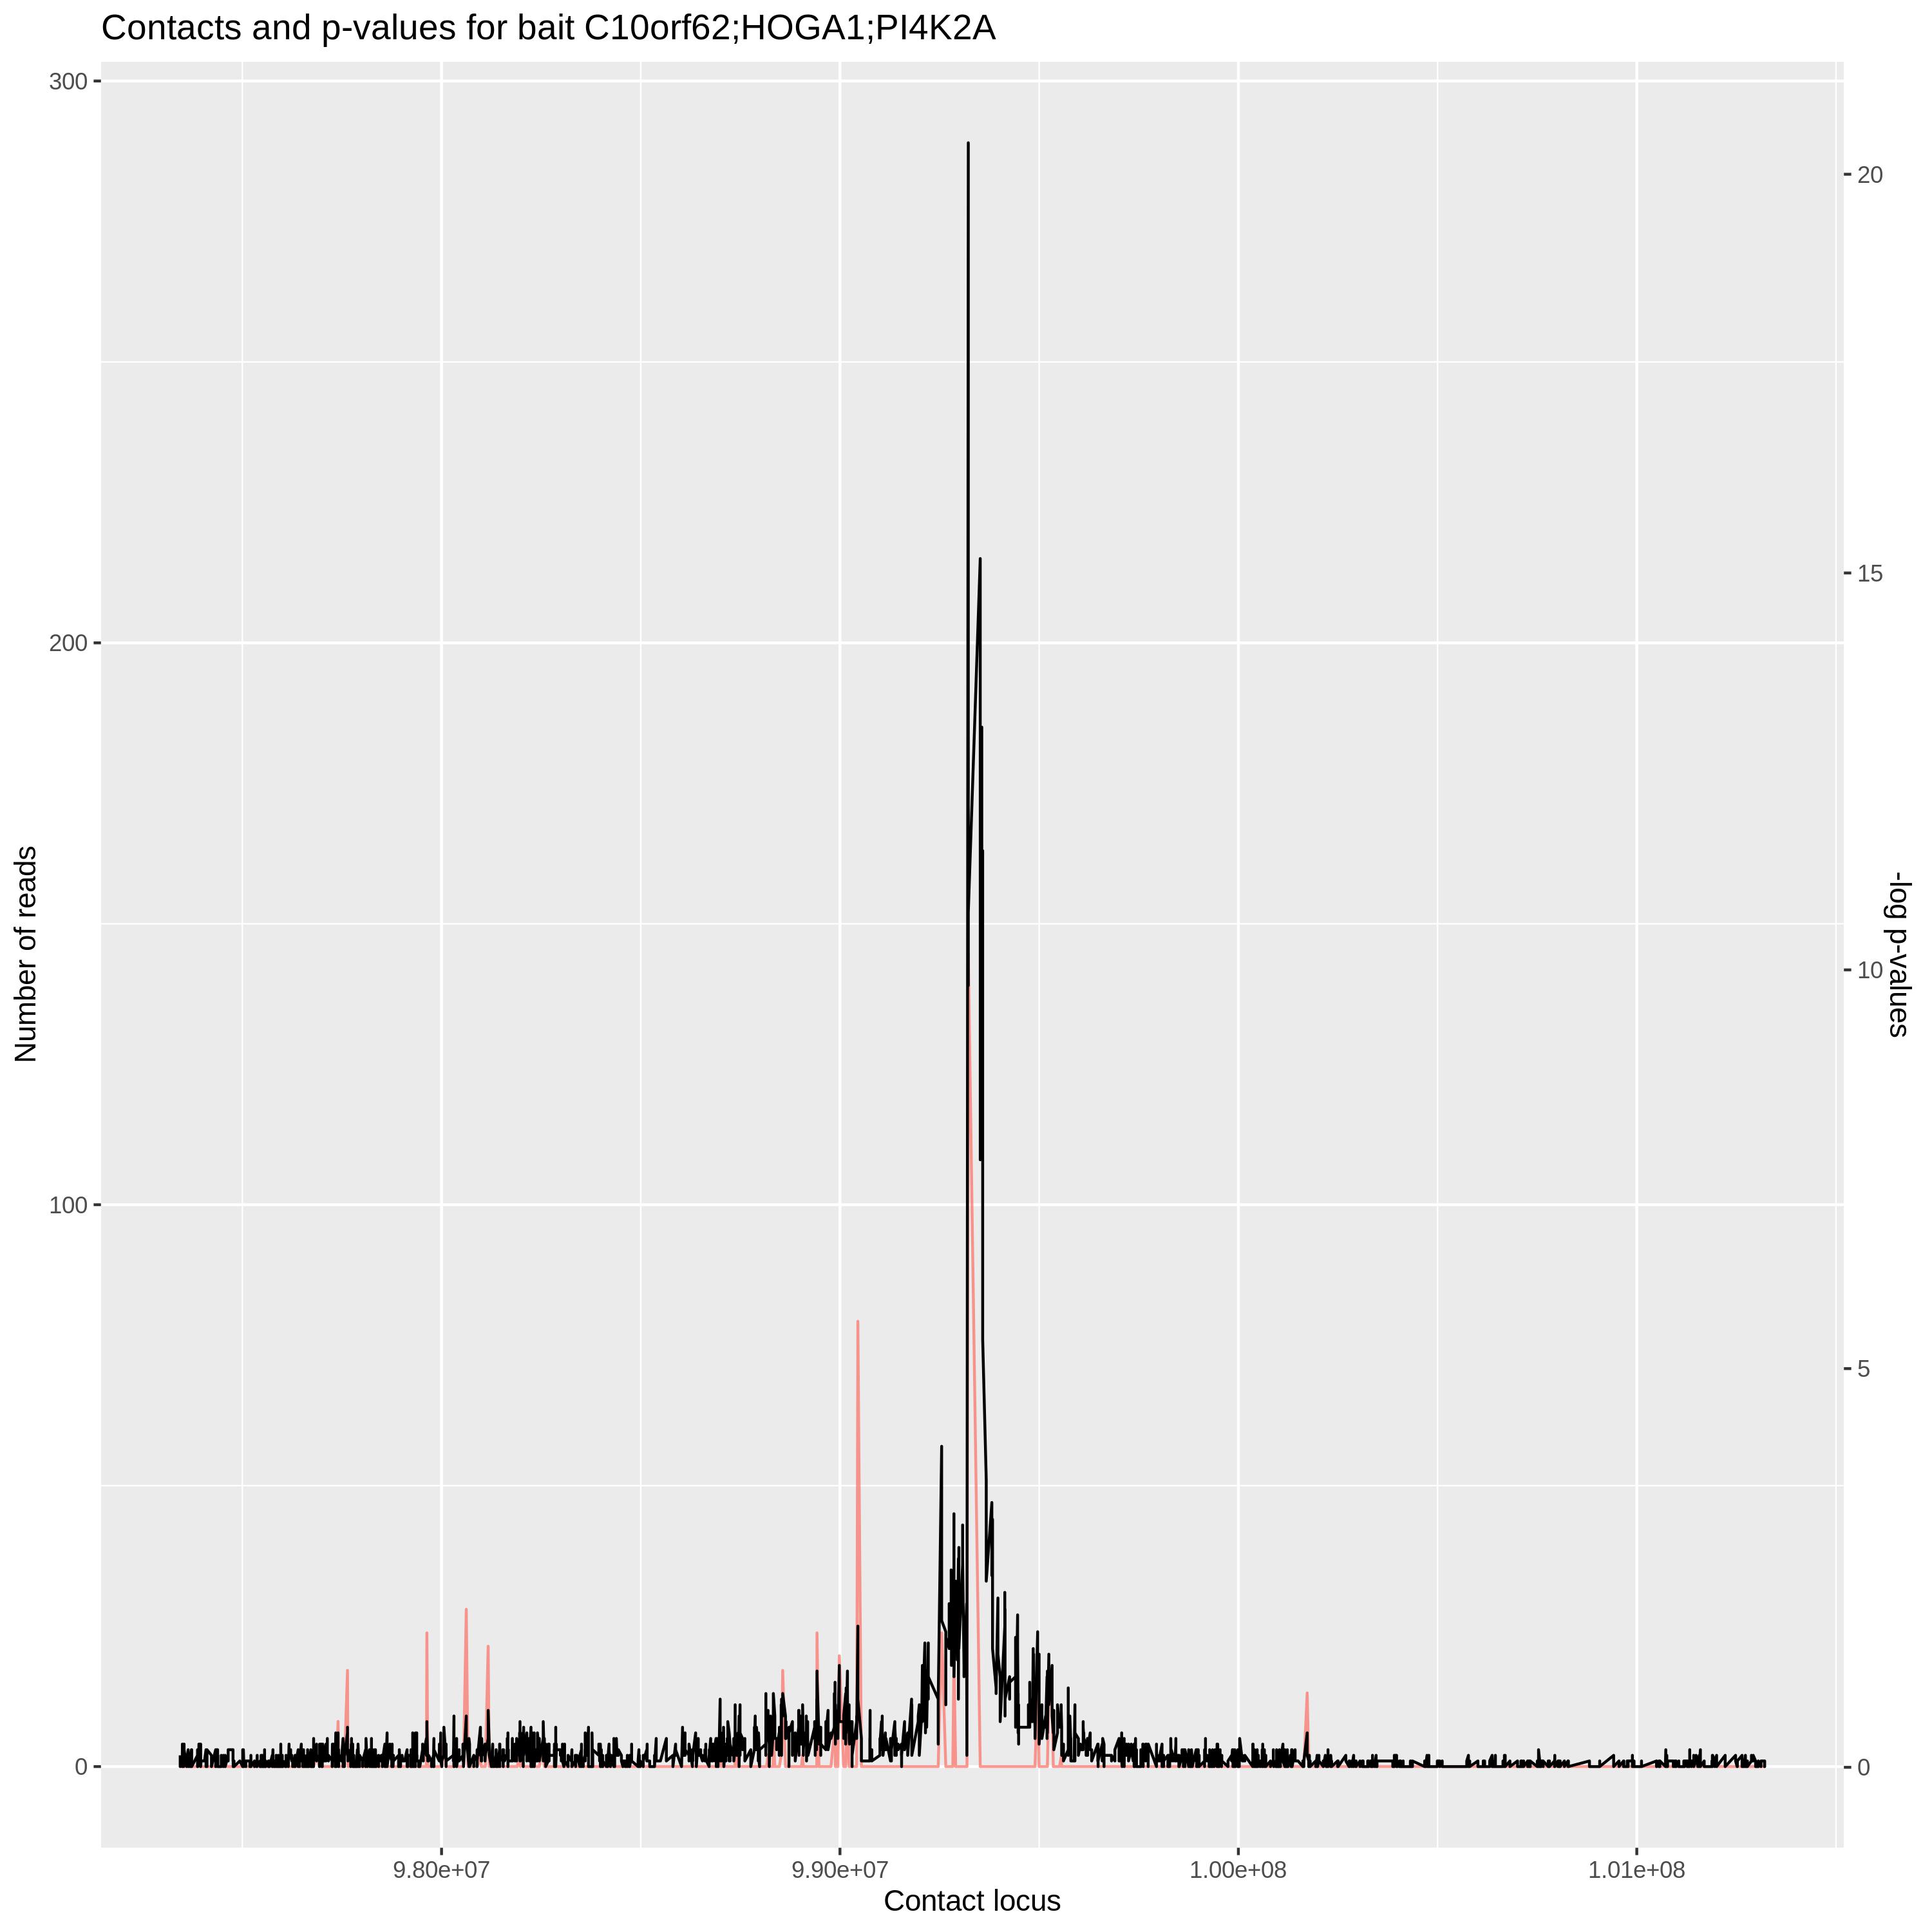 Contacts and p-values for bait C10orf62;HOGA1;PI4K2A
300
200
100
0
Number of reads
20
15
10
5
0
-log p-values
9.80e+07
9.90e+07
1.00e+08
1.01e+08
Contact locus